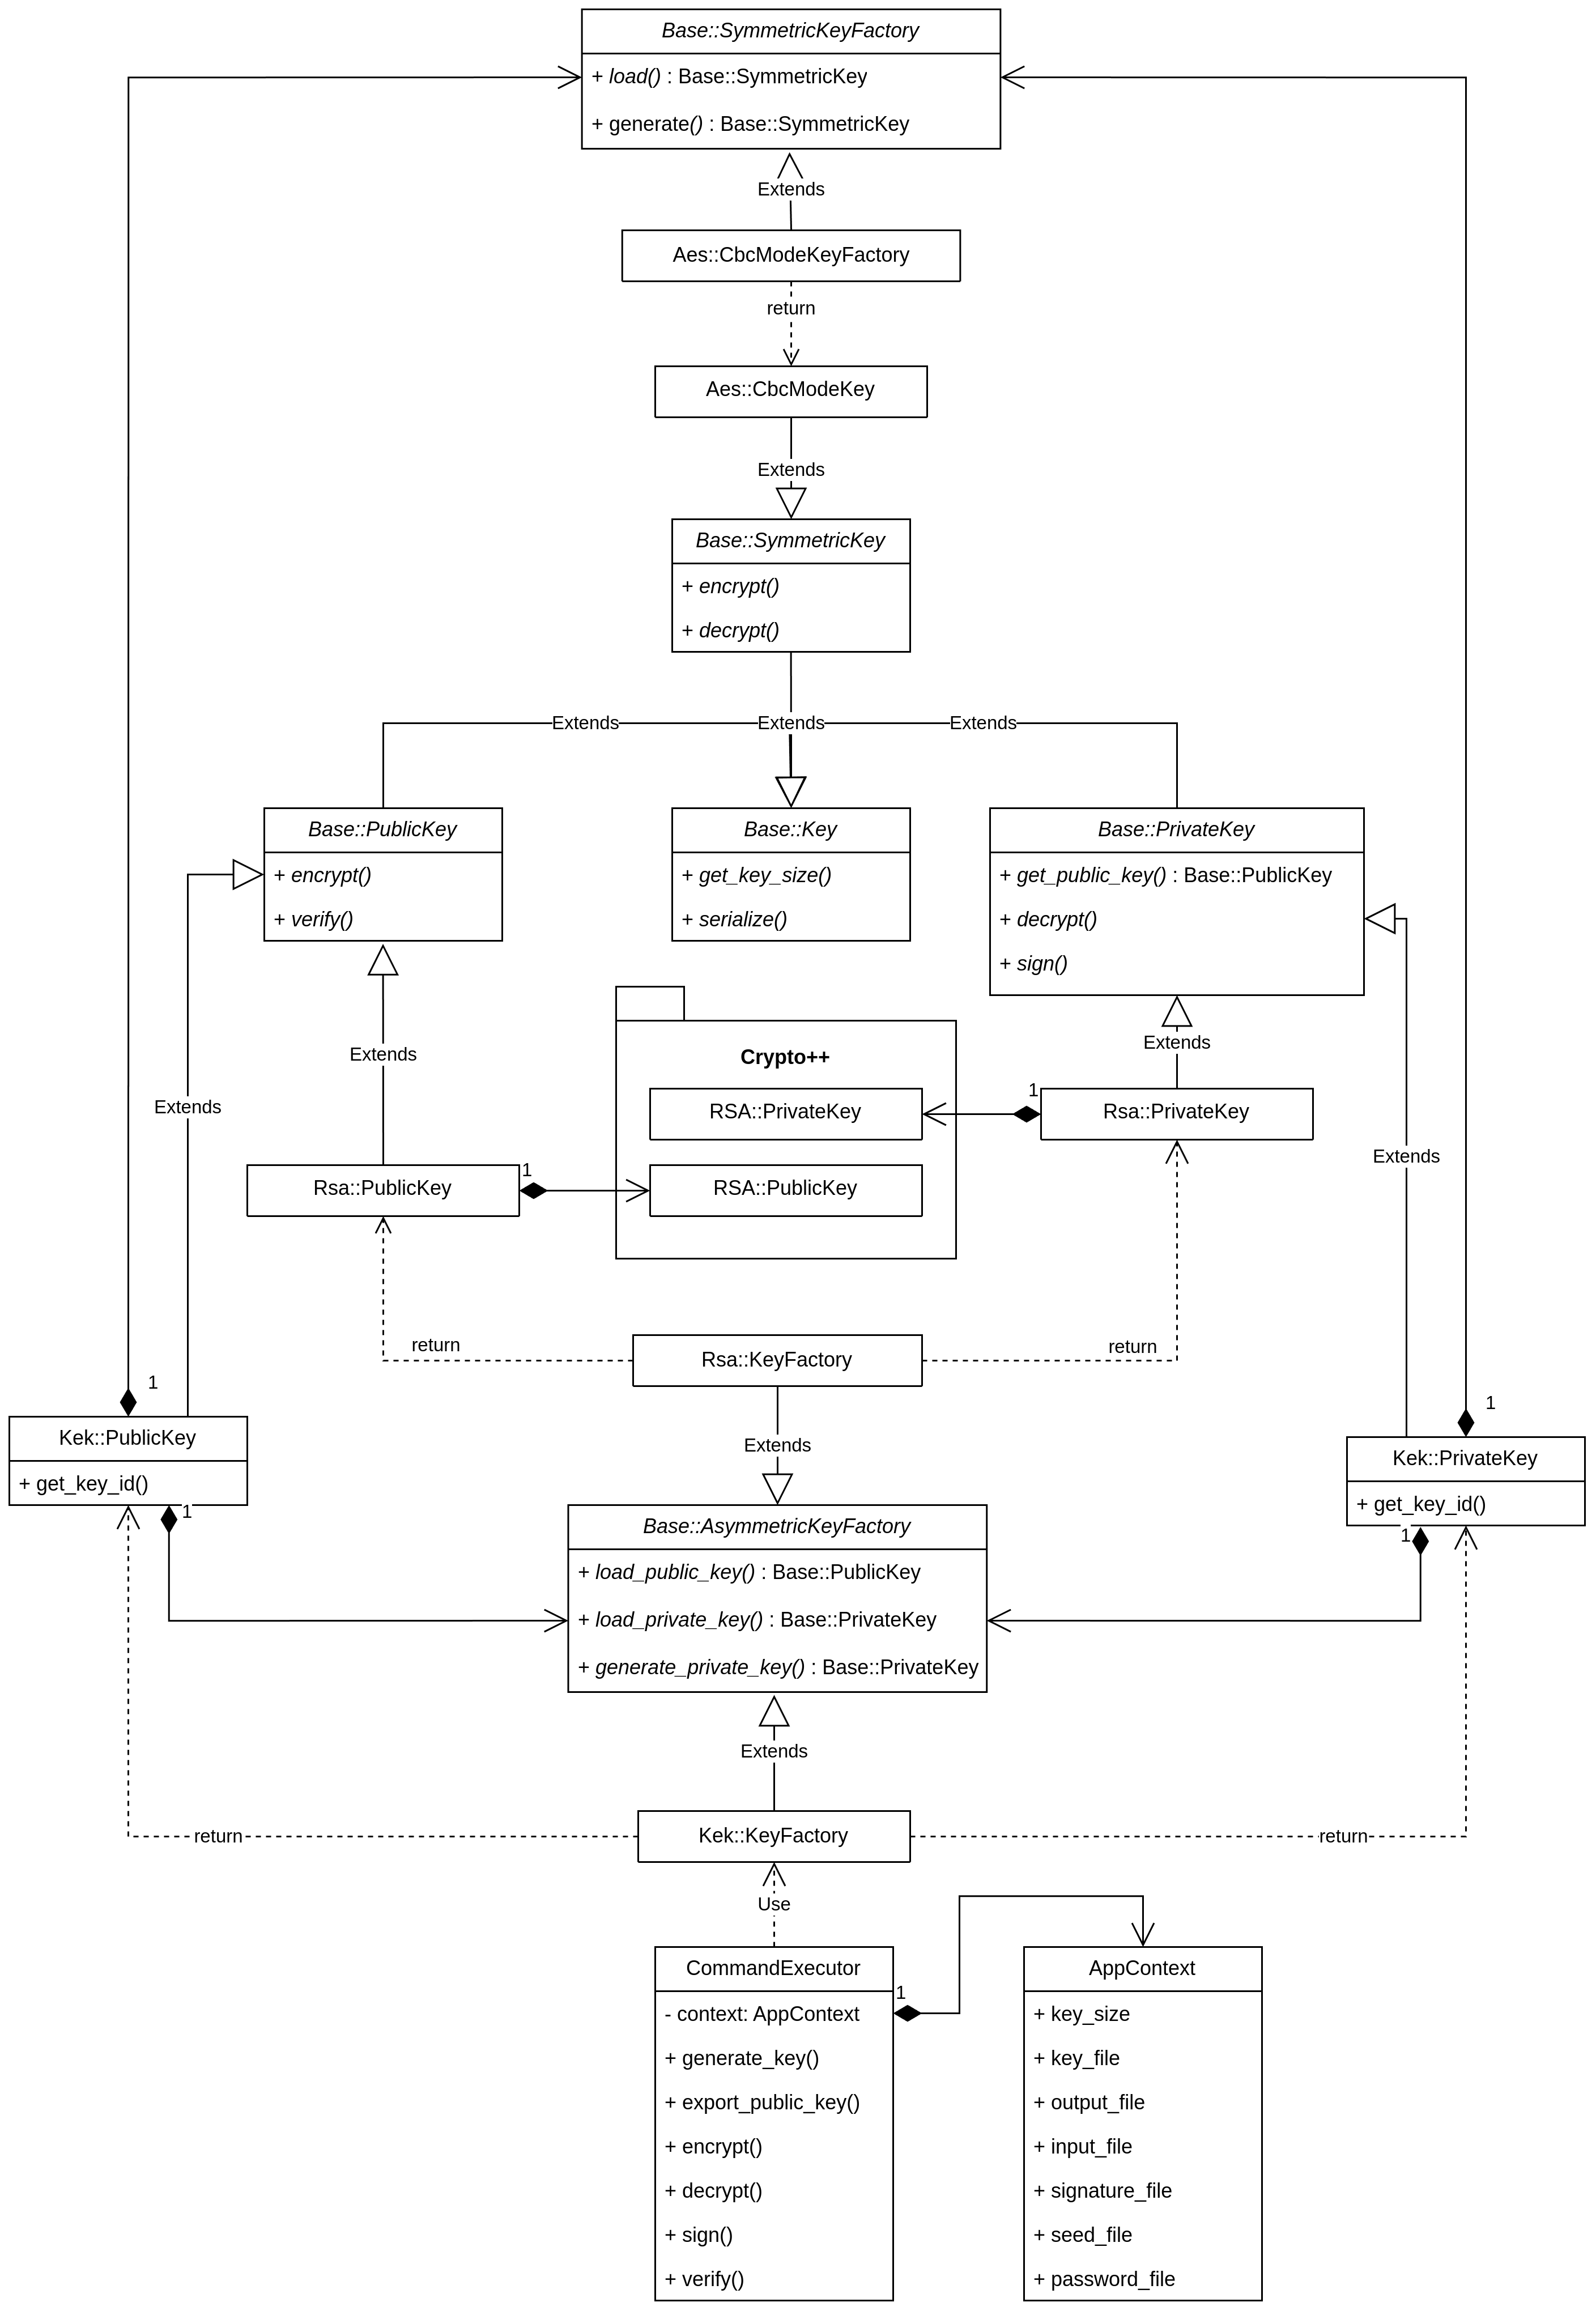 Base::SymmetricKeyFactory
+ load() : Base::SymmetricKey
+ generate() : Base::SymmetricKey
Extends
Aes::CbcModeKeyFactory
return
Aes::CbcModeKey
Extends
Base::SymmetricKey
+ encrypt()
+ decrypt()
Extends
Extends
Extends
Base::PublicKey
+ encrypt()
+ verify()
Base::Key
+ get_key_size()
+ serialize()
Base::PrivateKey
+ get_public_key() : Base::PublicKey
+ decrypt()
+ sign()
Extends
Extends
Extends
Extends
Crypto++
RSA::PrivateKey
1
Rsa::PrivateKey
Rsa::PublicKey
1
RSA::PublicKey
return
Rsa::KeyFactory
return
1
Kek::PublicKey
+ get_key_id()
1
Extends
1
Kek::PrivateKey
+ get_key_id()
1
Base::AsymmetricKeyFactory
+ load_public_key() : Base::PublicKey
+ load_private_key() : Base::PrivateKey
+ generate_private_key() : Base::PrivateKey
Extends
return
Kek::KeyFactory
return
Use
CommandExecutor
1
- context: AppContext
+ generate_key()
+ export_public_key()
+ encrypt()
+ decrypt()
+ sign()
+ verify()
AppContext
+ key_size
+ key_file
+ output_file
+ input_file
+ signature_file
+ seed_file
+ password_file